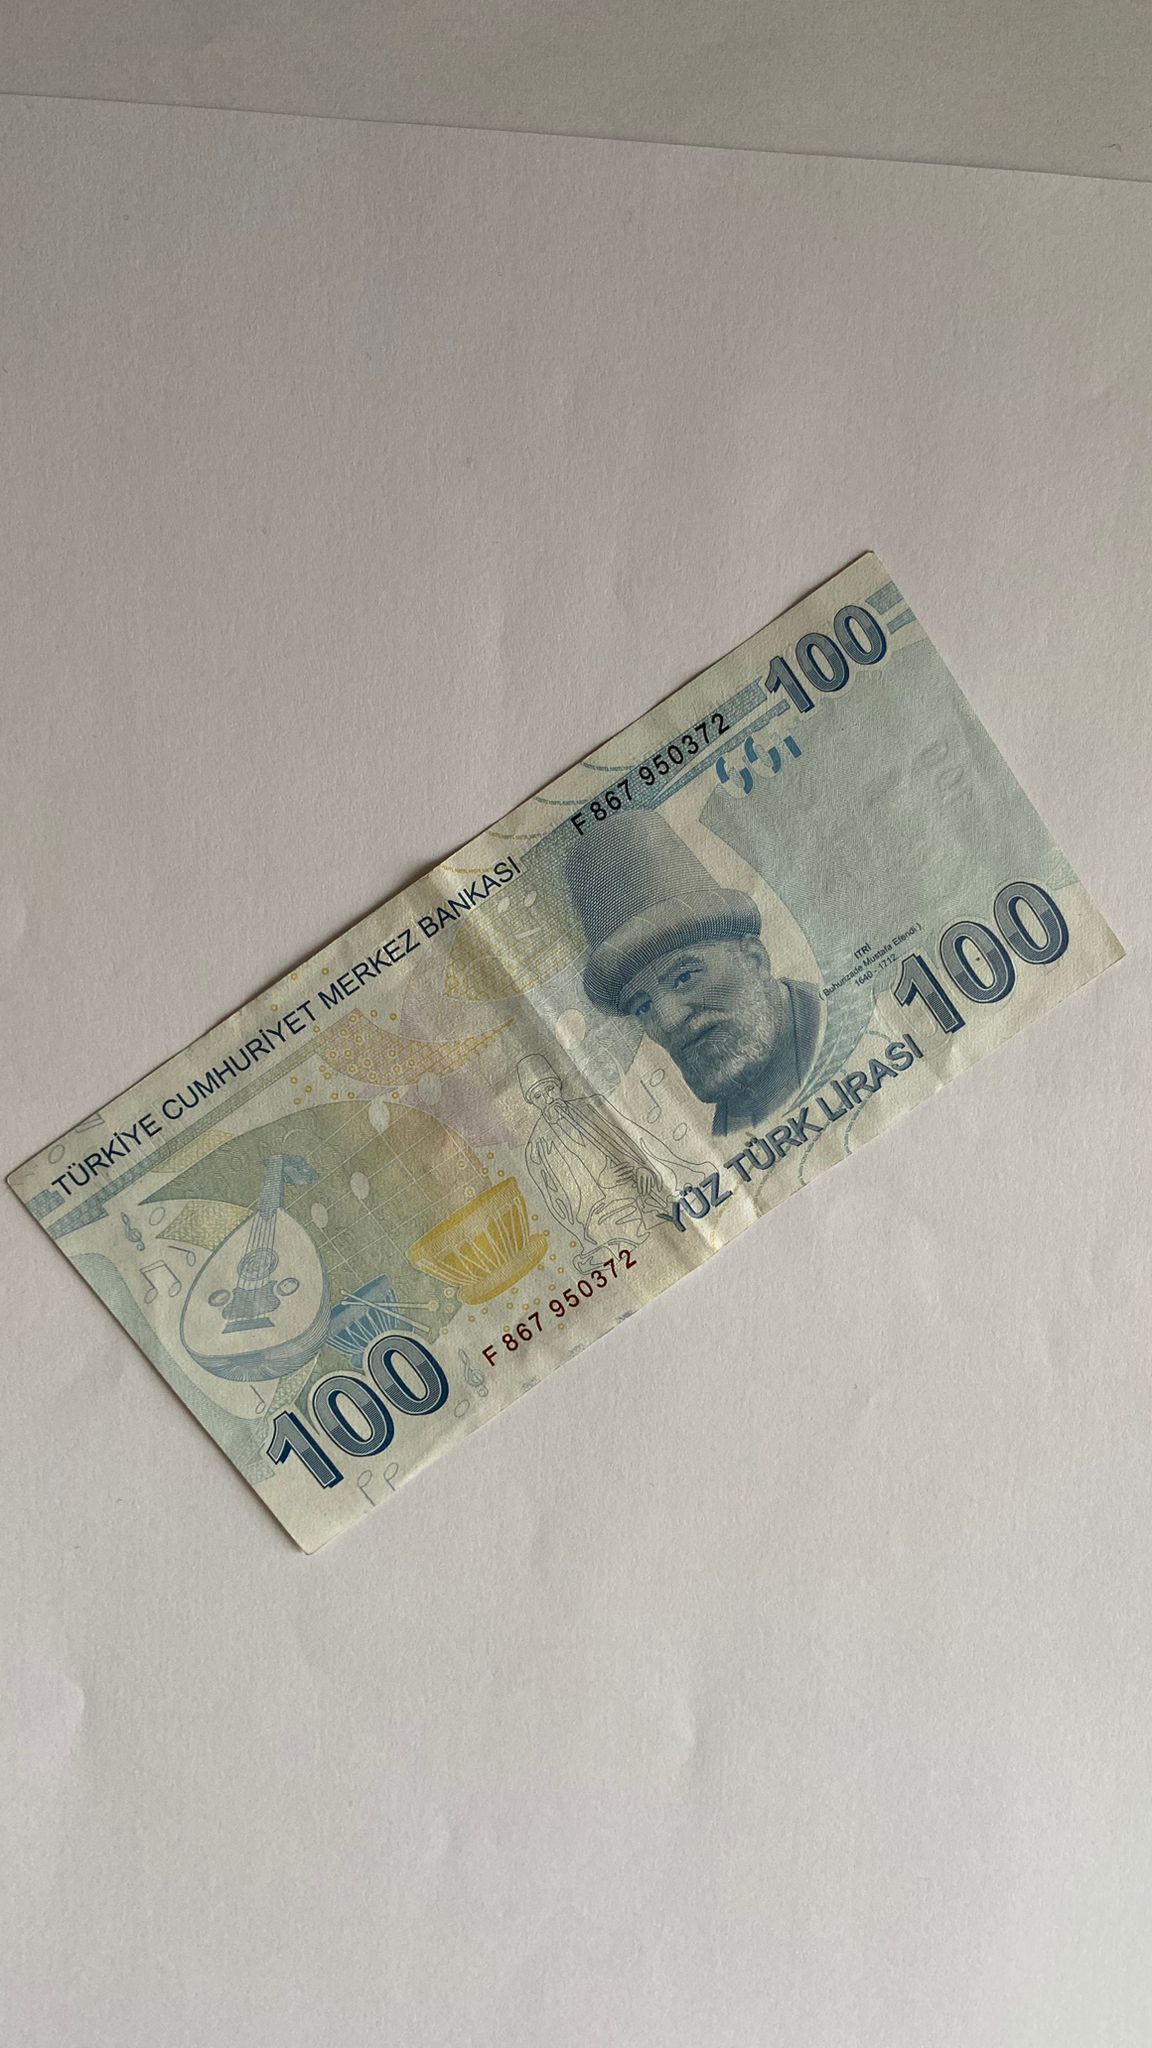 100
F 867 950372
TÜRKİYE CUMHURİYET MERKEZ BANKASI
ITRİ
( Buhurizade Mustafa Efendi )
1640 - 1712
100
YÜZ TÜRK LİRASI
F 867 950372
100